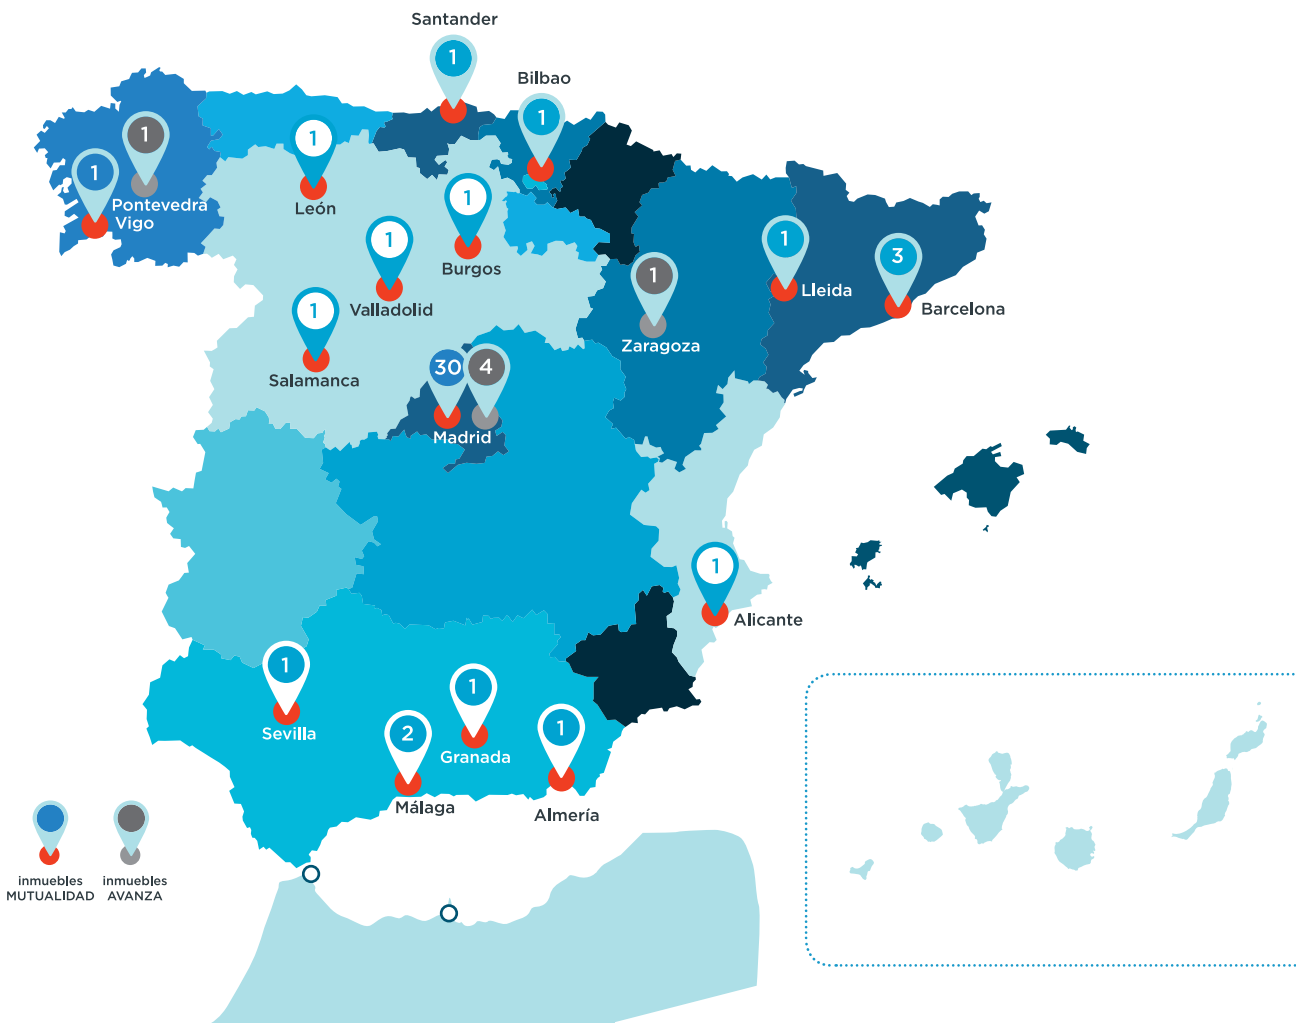 Santander
1
Bilbao
1
1
1
Pontevedra
Vigo
1
León
1
Burgos
1
Valladolid
1
Salamanca
1
Zaragoza
1
Lleida
3
Barcelona
30
4
Madrid
1
Alicante
1
Sevilla
2
Málaga
1
Granada
1
Almería
inmuebles
MUTUALIDAD
inmuebles
AVANZA